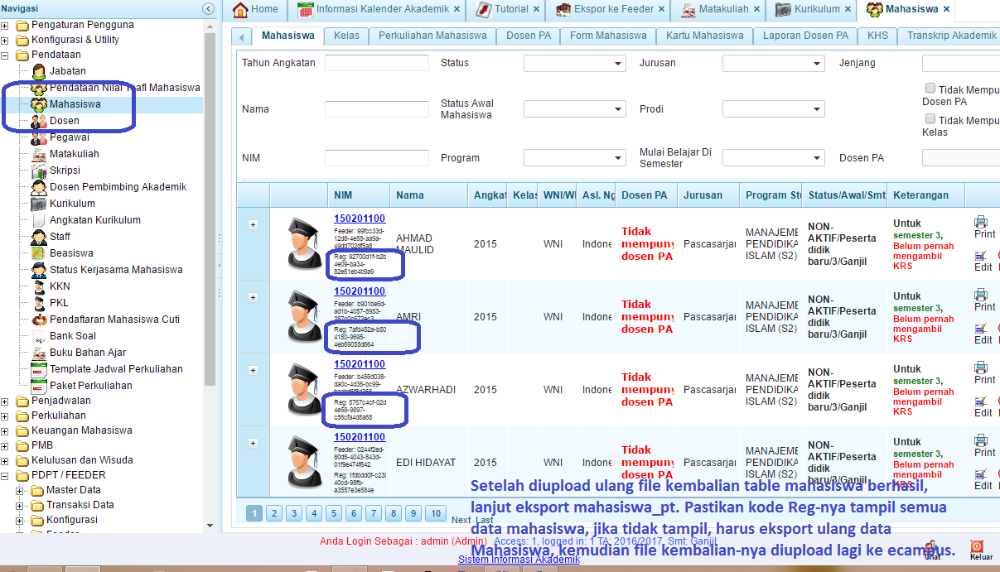 Navigasi
Pengaturan Pengguna
Konfigurasi & Utility
Pendataan
Jabatan
Pendataan Nilai Toafl Mahasiswa
Mahasiswa
Dosen
Pegawai
Matakuliah
Skripsi
Dosen Pembimbing Akademik
Kurikulum
Angkatan Kurikulum
Staff
Beasiswa
Status Kerjasama Mahasiswa
KKN
PKL
Pendaftaran Mahasiswa Cuti
Bank Soal
Buku Bahan Ajar
Template Jadwal Perkuliahan
Paket Perkuliahan
Penjadwalan
Perkuliahan
Keuangan Mahasiswa
PMB
Kelulusan dan Wisuda
PDPT / FEEDER
Master Data
Transaksi Data
Konfigurasi
Home Informasi Kalender Akademik Tutorial Ekspor ke Feeder Matakuliah Kurikulum Mahasiswa
Mahasiswa Kelas Perkuliahan Mahasiswa Dosen PA Form Mahasiswa Kartu Mahasiswa Laporan Dosen PA KHS Transkrip Akademik
Tahun Angkatan Status Jurusan Jenjang
Tidak Mempu
Dosen PA
Nama Status Awal Mahasiswa Prodi
Tidak Mempu
Kelas
NIM Program Mulai Belajar Di Semester Dosen PA
NIM Nama Angkat Kelas WNI/WI Asl. Ng Dosen PA Jurusan Program St Status/Awal/Smt Keterangan
150201100
Feeder: 99fcc33d-
12d8-4e58-aa9a-
49dd702df5a8
Reg: 92700d1f-b2b
4e09-ba34-
82e61eb4b9a9
AHMAD
MAULID
2015
WNI
Indone
Tidak
mempuny
dosen PA
Pascasarjar
MANAJEME
PENDIDIKA
ISLAM (S2)
NON-
AKTIF/Peserta
didik
baru/3/Ganjil
Untuk
semester 3,
Belum pernah
mengambil
KRS
Print
Edit
150201100
Feeder: b901be6d-
ad1b-4057-8953-
287c0c672ec3
Reg: 7afd452a-b50
4180-9695-
4eb69055d664
AMRI
2015
WNI
Indone
Tidak
mempuny
dosen PA
Pascasarjar
MANAJEME
PENDIDIKA
ISLAM (S2)
NON-
AKTIF/Peserta
didik
baru/3/Ganjil
Untuk
semester 3,
Belum pernah
mengambil
KRS
Print
Edit
150201100
Feeder: b456d038-
da0c-4d36-bc99-
Reg: 5767c4cf-02d
4e58-9897-
c56cfa4d8a68
AZWARHADI
2015
WNI
Indone
Tidak
mempuny
dosen PA
Pascasarjar
MANAJEME
PENDIDIKA
ISLAM (S2)
NON-
AKTIF/Peserta
didik
baru/3/Ganjil
Untuk
semester 3,
Belum pernah
mengambil
KRS
Print
Edit
150201100
Feeder: 0244f2ed-
80d8-4043-843d-
01f9e474f642
Reg: 1fdbdd0f-c23
40cd-98fb-
a3557e3e584e
EDI HIDAYAT
2015
WNI
Indone
Tidak
mempuny
dosen PA
Pascasarjar
MANAJEME
PENDIDIKA
ISLAM (S2)
NON-
AKTIF/Peserta
didik
baru/3/Ganjil
Untuk
semester 3,
Belum pernah
mengambil
KRS
Print
Edit
Setelah diupload ulang file kembalian table mahasiswa berhasil,
lanjut eksport mahasiswa_pt. Pastikan kode Reg-nya tampil semua
data mahasiswa, jika tidak tampil, harus eksport ulang data
Mahasiswa, kemudian file kembalian-nya diupload lagi ke ecampus.
1 2 3 4 5 6 7 8 9 10 Next Last
Anda Login Sebagai : admin (Admin) Access: 1, logged in: 1 TA: 2016/2017, Smt: Ganjil
Sistem Informasi Akademik
Chat
Keluar